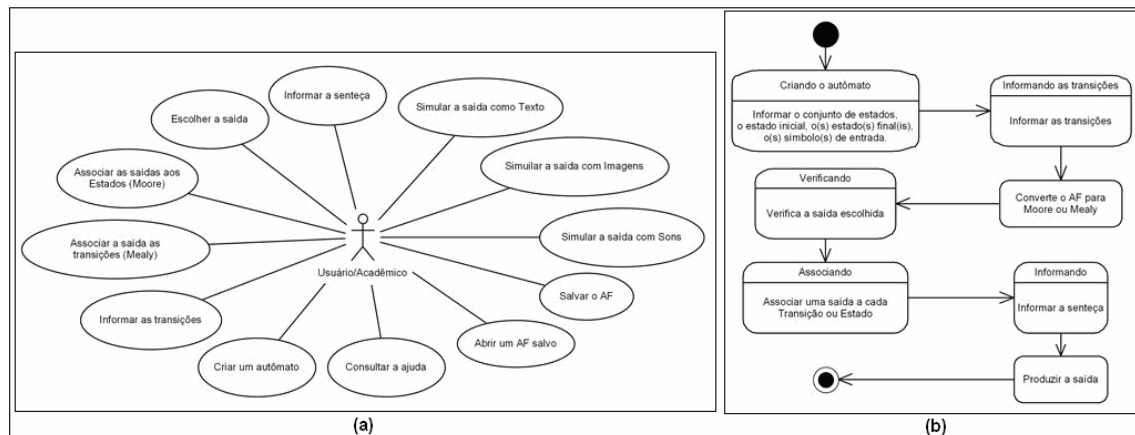 Informar a senteça
Simular a saída como Texto
Escolher a saída
Simuilar a saída com Imagens
Associar as saídas aos
Estados (Moore)
Simular a saída com Sons
Associar a saída as
transições (Mealy)
Usuário/Acadêmico
Salvar o AF
Informar as transições
Abrir um AF salvo
Criar um autômato
Consultar a ajuda
(a)
Criando o autômato
Informar o conjunto de estados,
o estado inicial, o(s) estado(s) final(is),
o(s) símbolo(s) de entrada.
Informando as transições
Informar as transições
Verificando
Verifica a saída escolhida
Converte o AF para
Moore ou Mealy
Associando
Associar uma saída a cada
Transição ou Estado
Informando
Informar a senteça
Produzir a saída
(b)